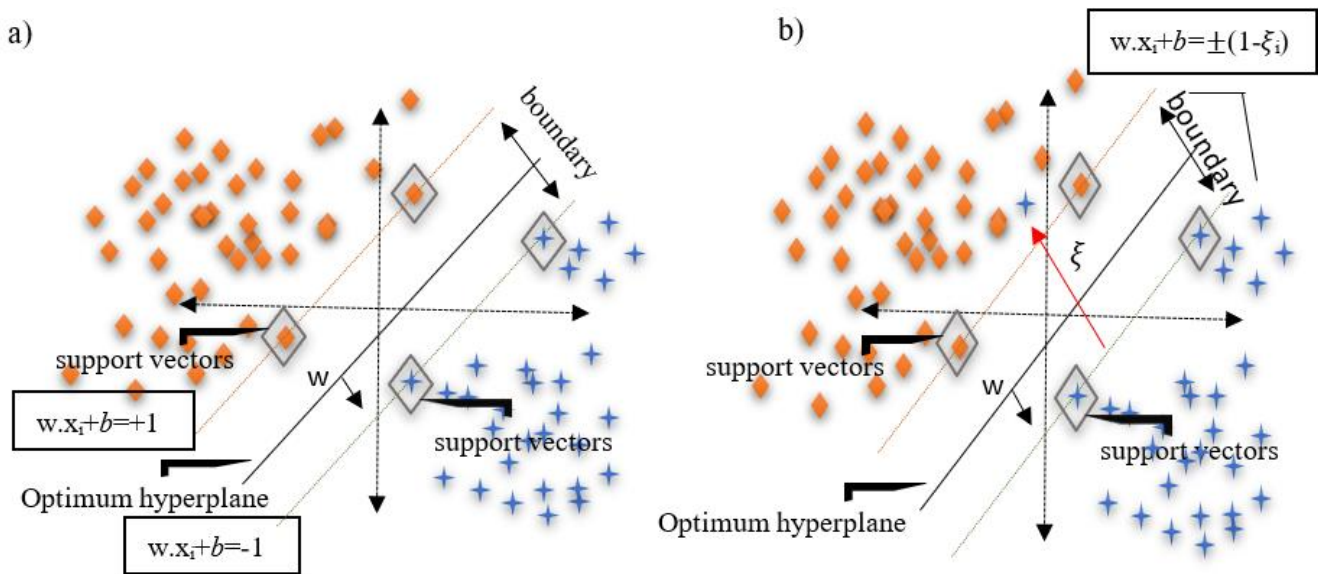 a)
boundary
support vectors
w
w.xᵢ+b=+1
support vectors
Optimum hyperplane
w.xᵢ+b=-1
b)
w.xᵢ+b=±(1-ξᵢ)
boundary
ξ
support vectors
w
support vectors
Optimum hyperplane